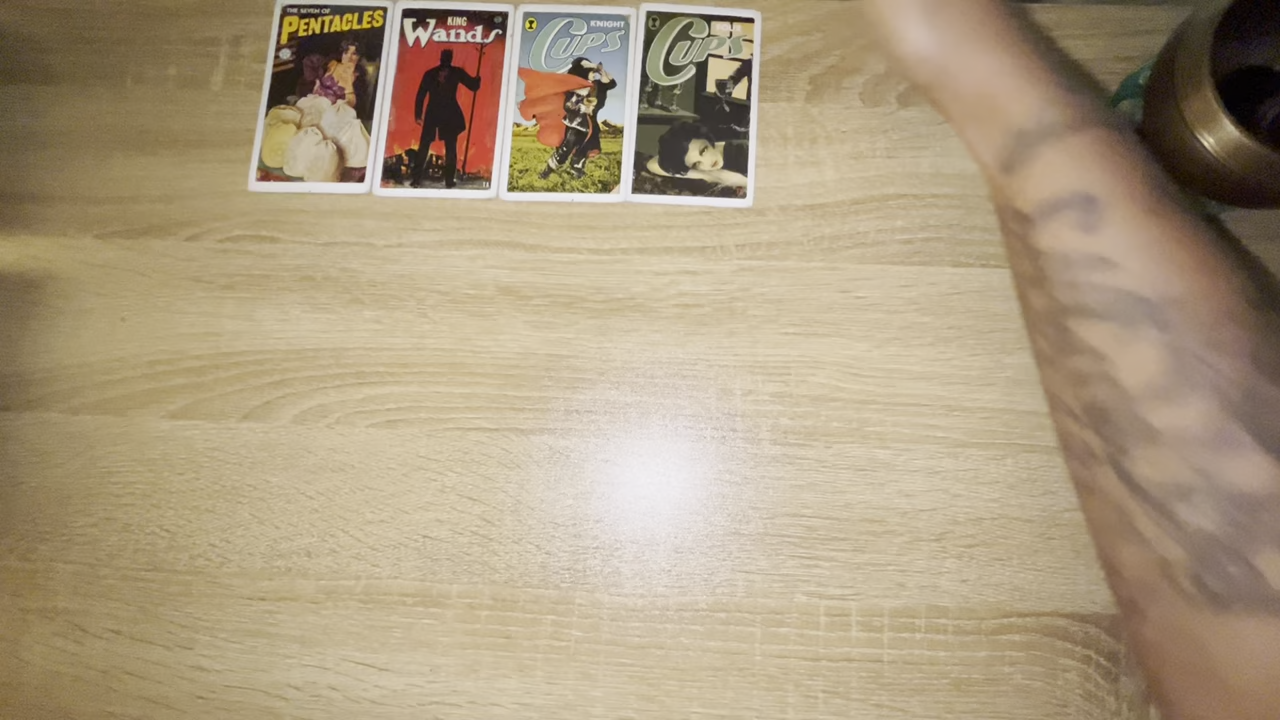 THE SEVEN OF
PENTACLES
KING
Wands
KNIGHT
CUPS
CUPS